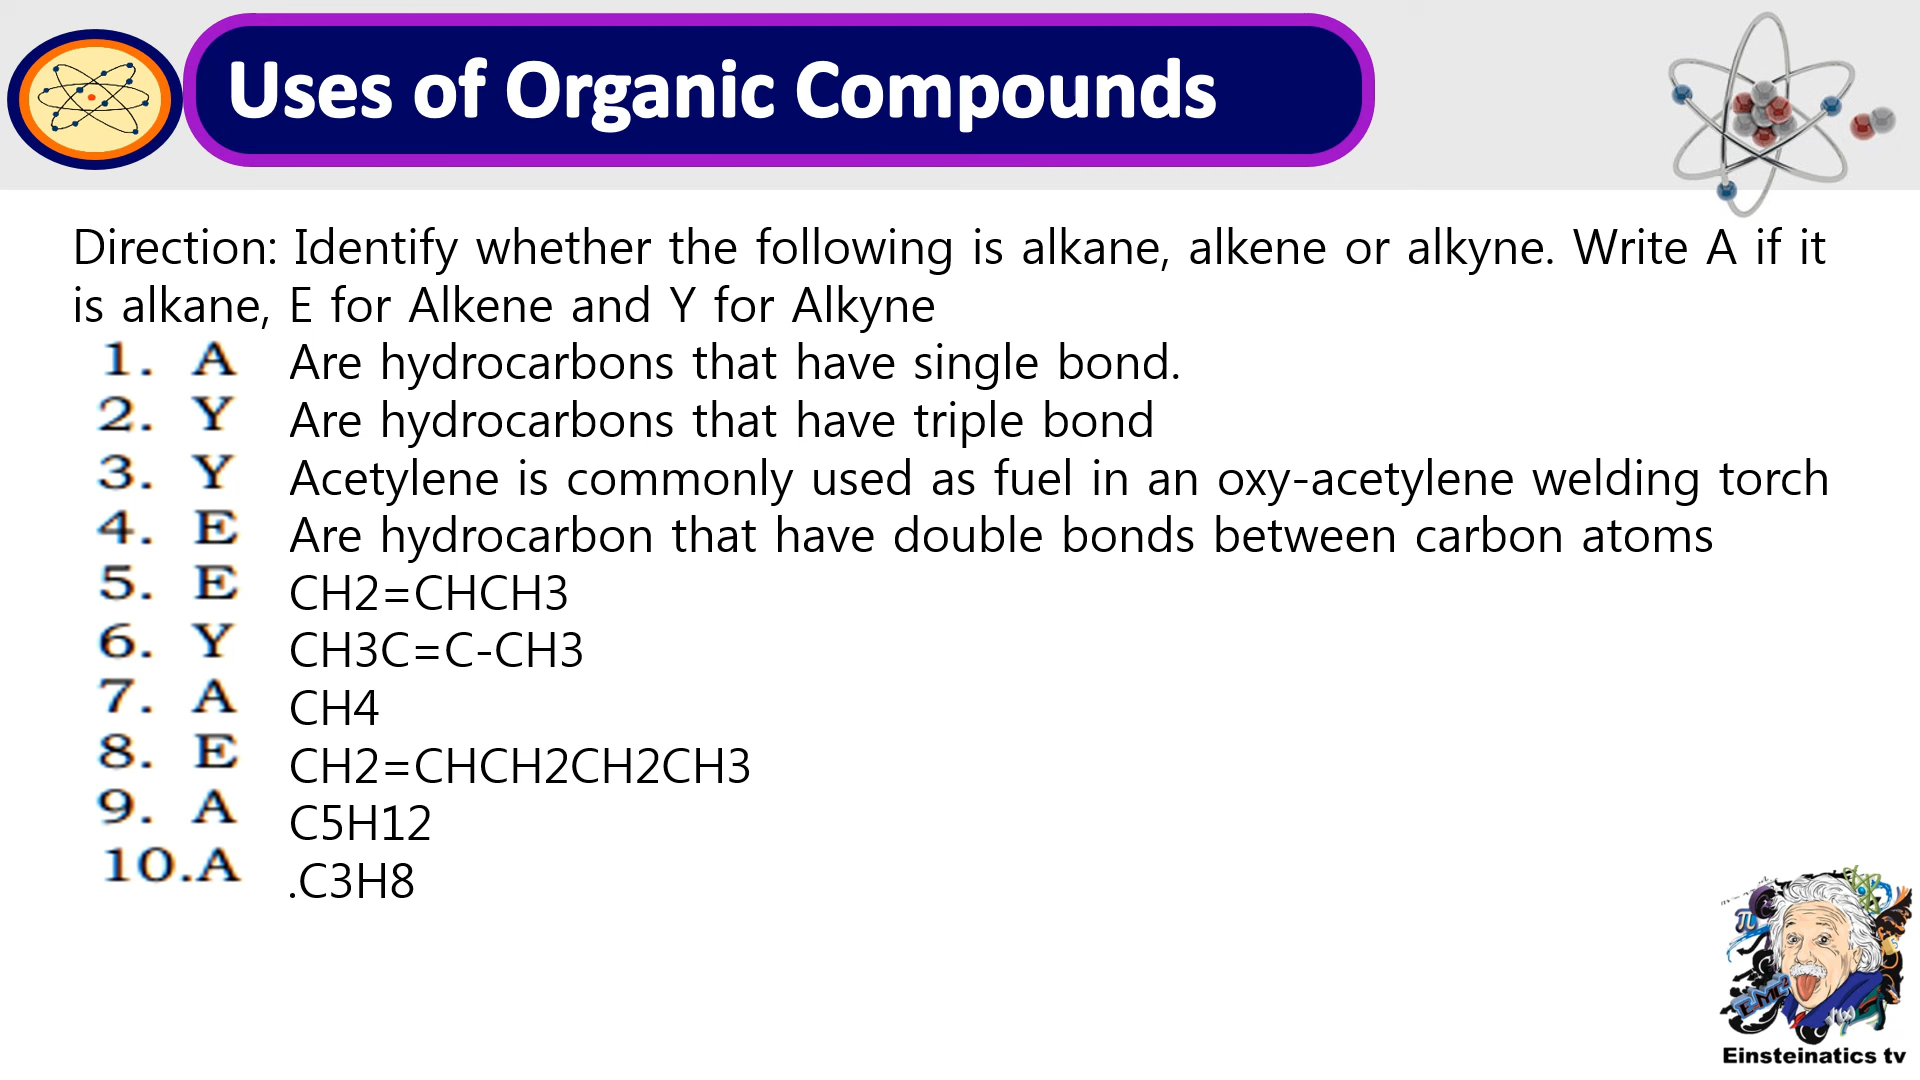 Uses of Organic Compounds
Direction: Identify whether the following is alkane, alkene or alkyne. Write A if it
is alkane, E for Alkene and Y for Alkyne
1. A Are hydrocarbons that have single bond.
2. Y Are hydrocarbons that have triple bond
3. Y Acetylene is commonly used as fuel in an oxy-acetylene welding torch
4. E Are hydrocarbon that have double bonds between carbon atoms
5. E CH2=CHCH3
6. Y CH3C=C-CH3
7. A CH4
8. E CH2=CHCH2CH2CH3
9. A C5H12
10.A .C3H8
π
E=MC²
Einsteinatics tv